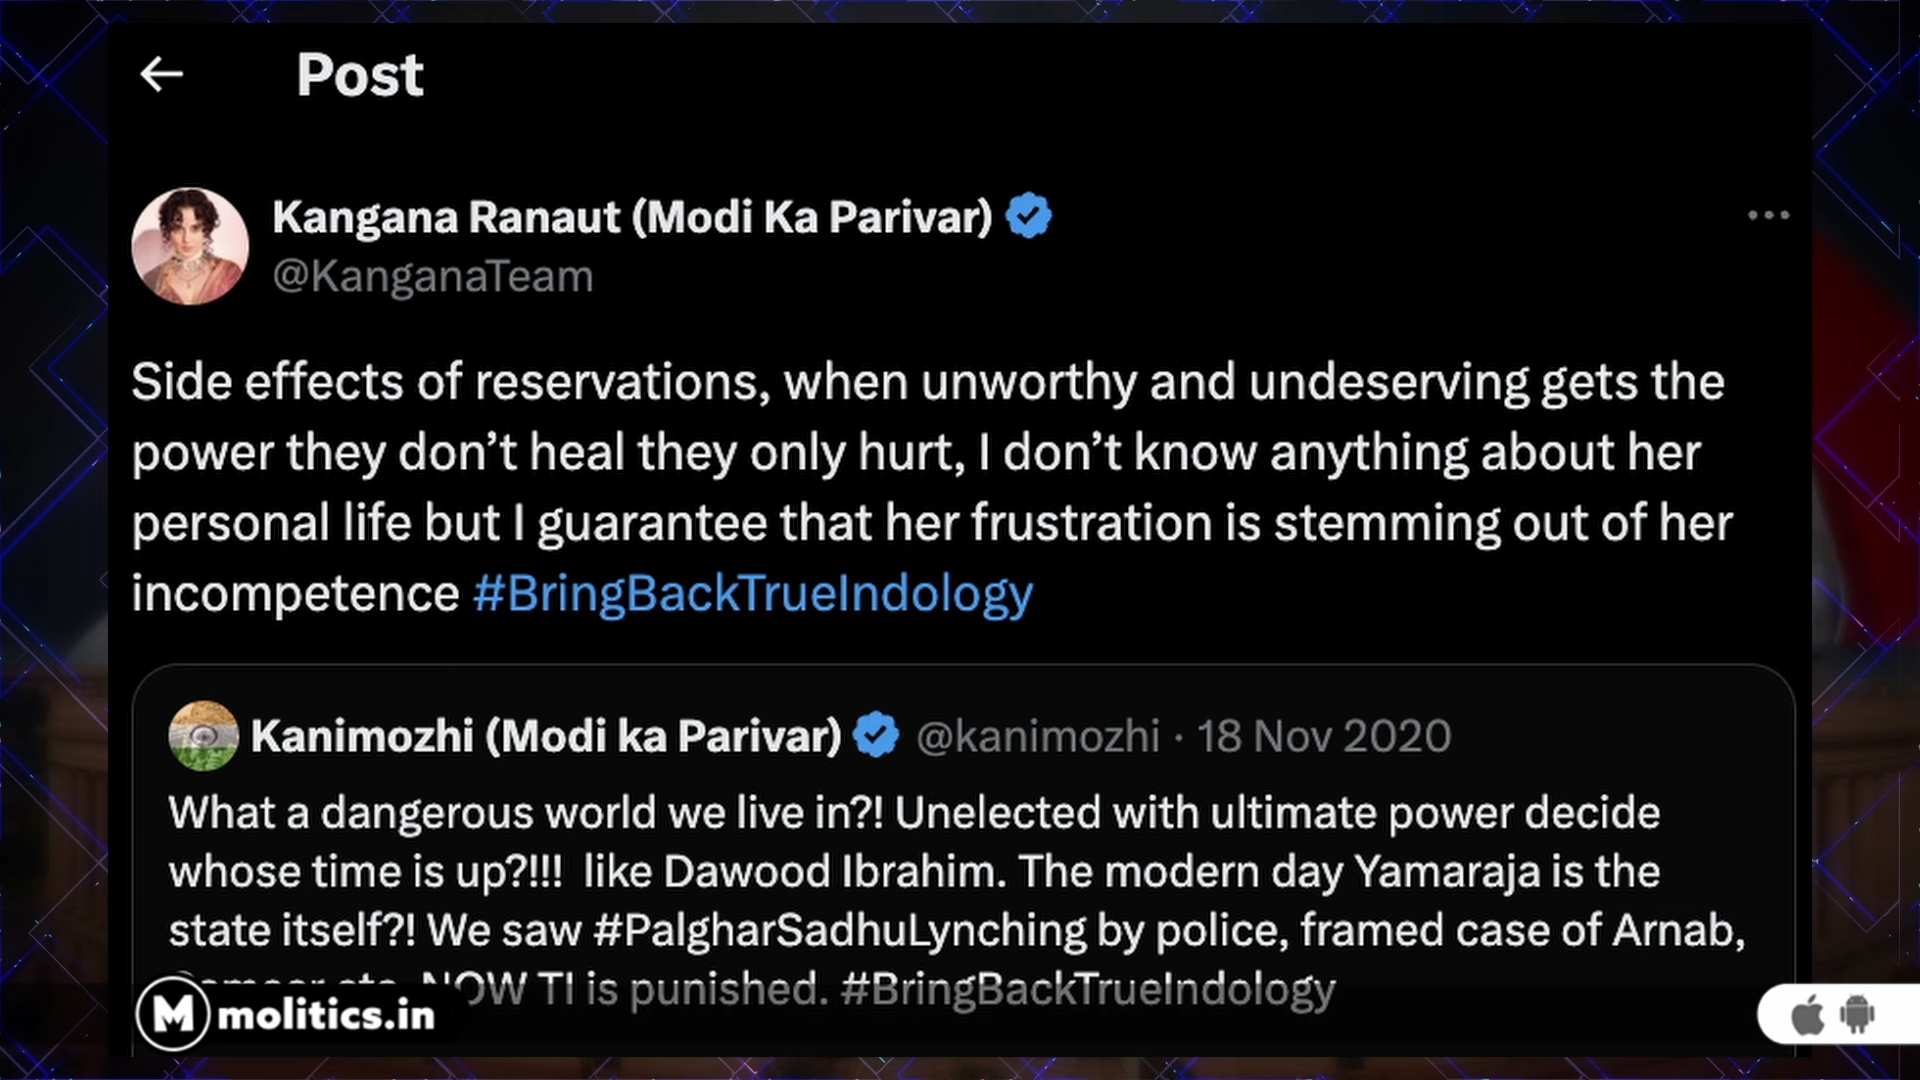 Post
Kangana Ranaut (Modi Ka Parivar)
@KanganaTeam
Side effects of reservations, when unworthy and undeserving gets the
power they don’t heal they only hurt, I don’t know anything about her
personal life but I guarantee that her frustration is stemming out of her
incompetence #BringBackTrueIndology
Kanimozhi (Modi ka Parivar) @kanimozhi · 18 Nov 2020
What a dangerous world we live in?! Unelected with ultimate power decide
whose time is up?!!! like Dawood Ibrahim. The modern day Yamaraja is the
state itself?! We saw #PalgharSadhuLynching by police, framed case of Arnab,
NOW TI is punished. #BringBackTrueIndology
M molitics.in